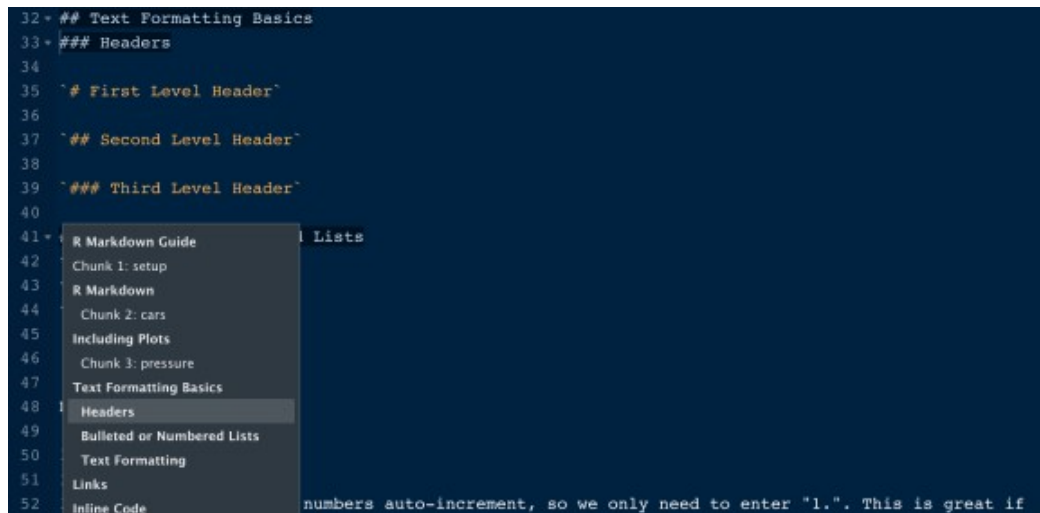 32 ## Text Formatting Basics
33 ### Headers
34
35 `# First Level Header`
36
37 `## Second Level Header`
38
39 `### Third Level Header`
40
41 Lists
42
43
44
45
46
47
48
49
50
51
52 numbers auto-increment, so we only need to enter "1.". This is great if
R Markdown Guide
Chunk 1: setup
R Markdown
Chunk 2: cars
Including Plots
Chunk 3: pressure
Text Formatting Basics
Headers
Bulleted or Numbered Lists
Text Formatting
Links
Inline Code